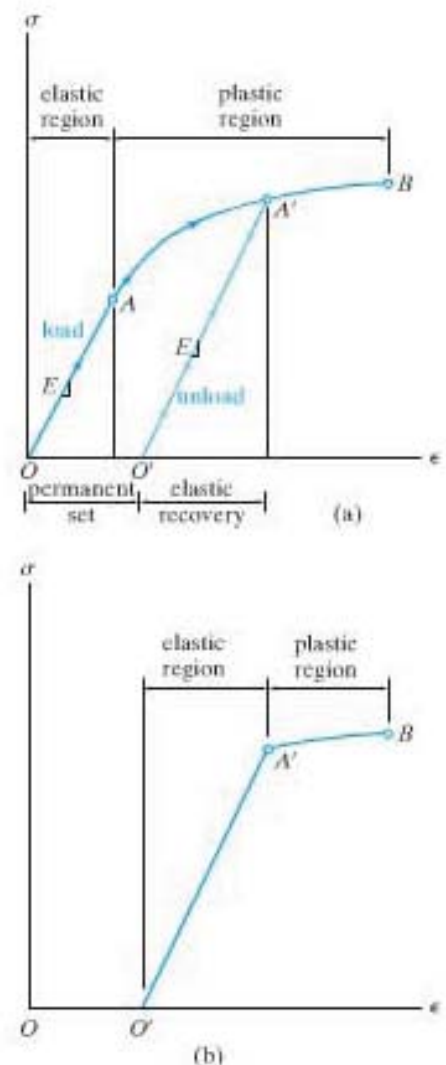 σ
elastic
region
plastic
region
B
A'
A
load
E
E
unload
O
O'
ϵ
permanent
set
elastic
recovery
(a)
σ
elastic
region
plastic
region
B
A'
O
O'
ϵ
(b)